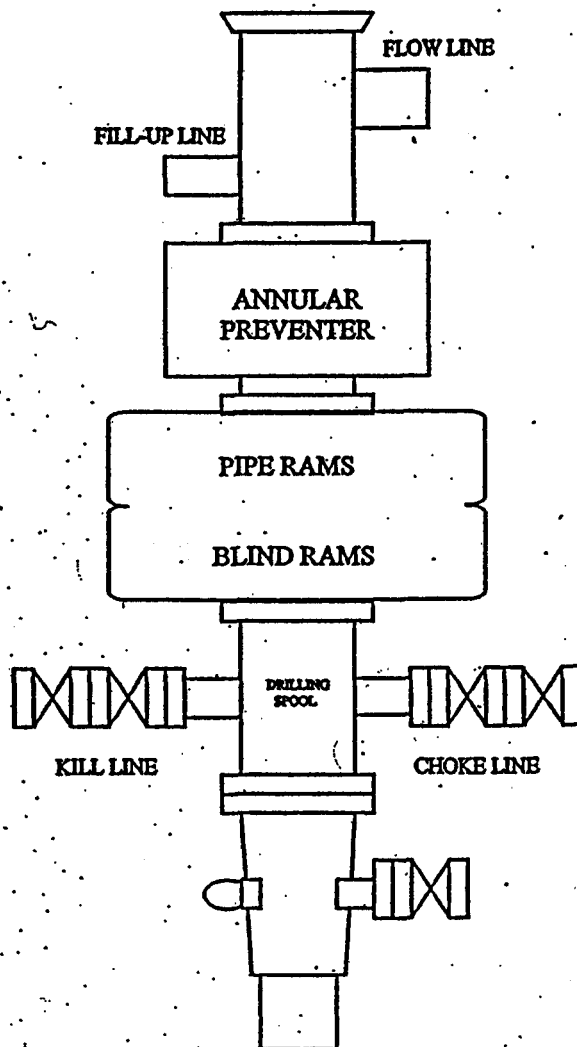 FLOW LINE
FILL-UP LINE
ANNULAR
PREVENTER
PIPE RAMS
BLIND RAMS
DRILLING
SPOOL
KILL LINE
CHOKE LINE